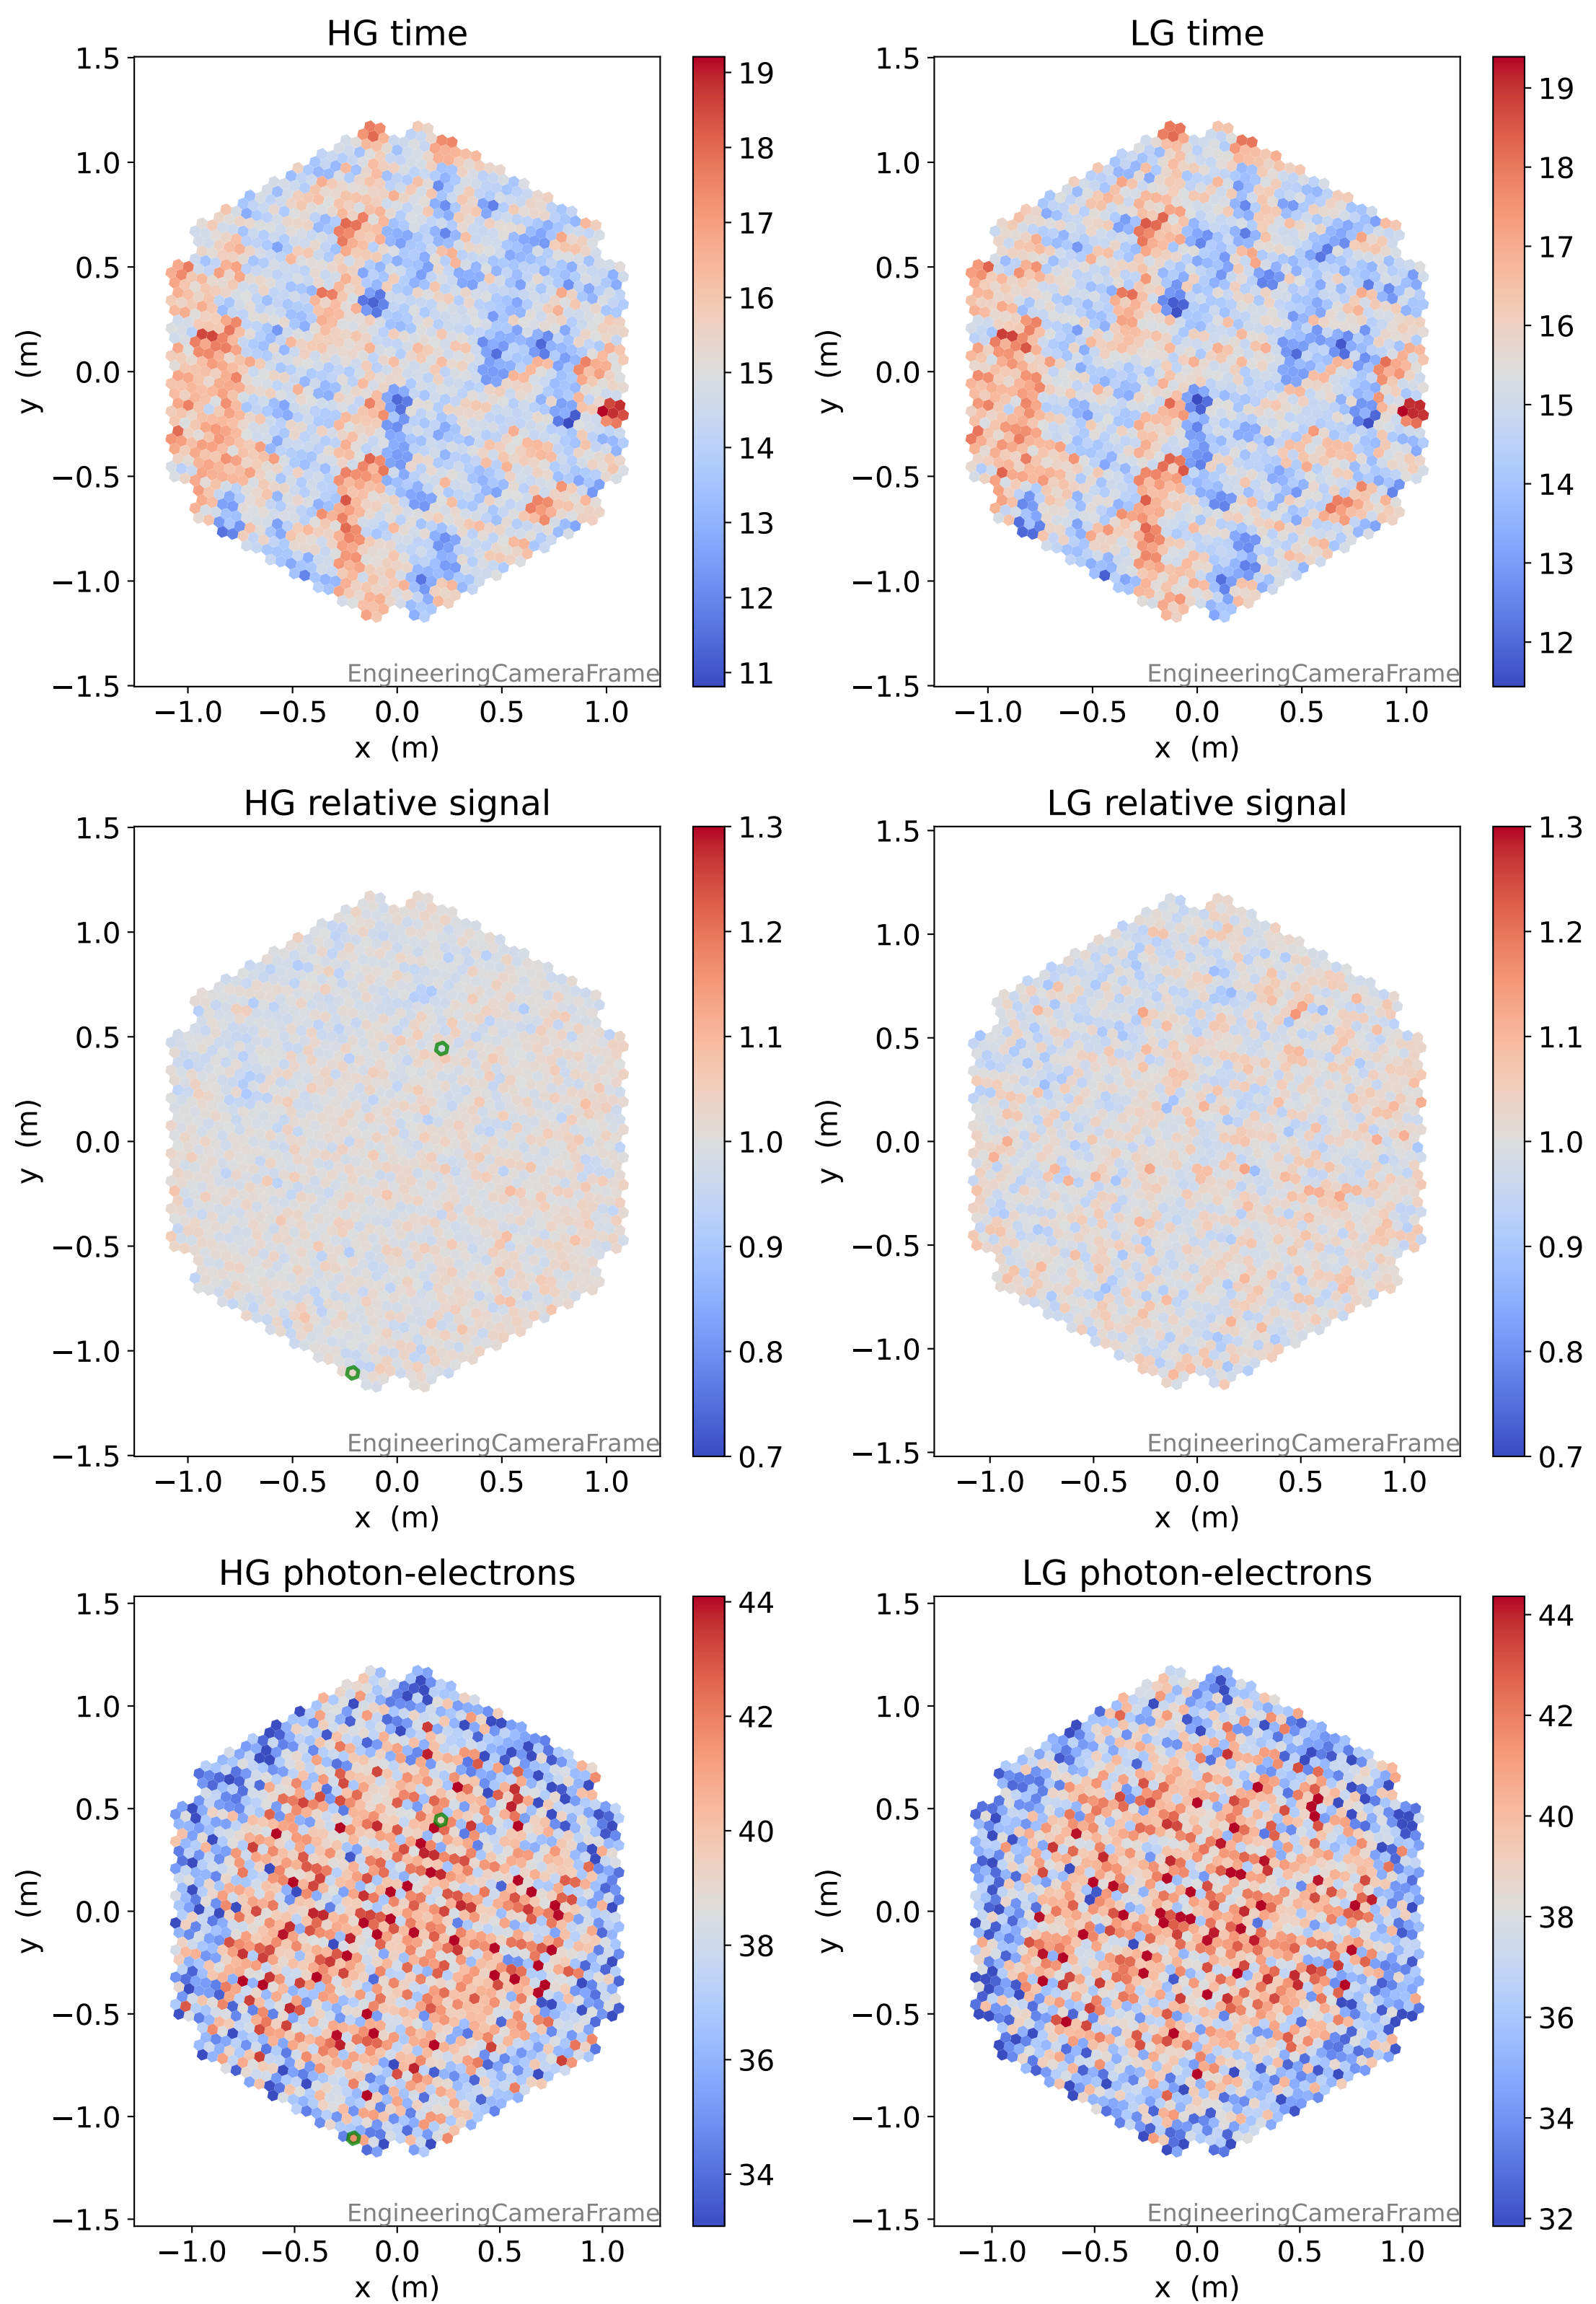 HG time
1.5
1.0
0.5
0.0
−0.5
−1.0
−1.5
y (m)
−1.0 −0.5 0.0 0.5 1.0
x (m)
EngineeringCameraFrame
19
18
17
16
15
14
13
12
11
LG time
1.5
1.0
0.5
0.0
−0.5
−1.0
−1.5
y (m)
−1.0 −0.5 0.0 0.5 1.0
x (m)
EngineeringCameraFrame
19
18
17
16
15
14
13
12
HG relative signal
1.5
1.0
0.5
0.0
−0.5
−1.0
−1.5
y (m)
−1.0 −0.5 0.0 0.5 1.0
x (m)
EngineeringCameraFrame
1.3
1.2
1.1
1.0
0.9
0.8
0.7
LG relative signal
1.5
1.0
0.5
0.0
−0.5
−1.0
−1.5
y (m)
−1.0 −0.5 0.0 0.5 1.0
x (m)
EngineeringCameraFrame
1.3
1.2
1.1
1.0
0.9
0.8
0.7
HG photon-electrons
1.5
1.0
0.5
0.0
−0.5
−1.0
−1.5
y (m)
−1.0 −0.5 0.0 0.5 1.0
x (m)
EngineeringCameraFrame
44
42
40
38
36
34
LG photon-electrons
1.5
1.0
0.5
0.0
−0.5
−1.0
−1.5
y (m)
−1.0 −0.5 0.0 0.5 1.0
x (m)
EngineeringCameraFrame
44
42
40
38
36
34
32